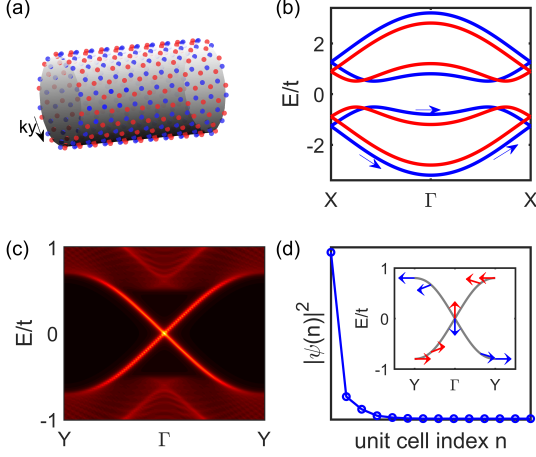 (a)
ky
(b)
E/t
2
0
-2
X
Γ
X
(c)
E/t
1
0
-1
Y
Γ
Y
(d)
|ψ(n)|²
unit cell index n
E/t
1
0
-1
Y
Γ
Y